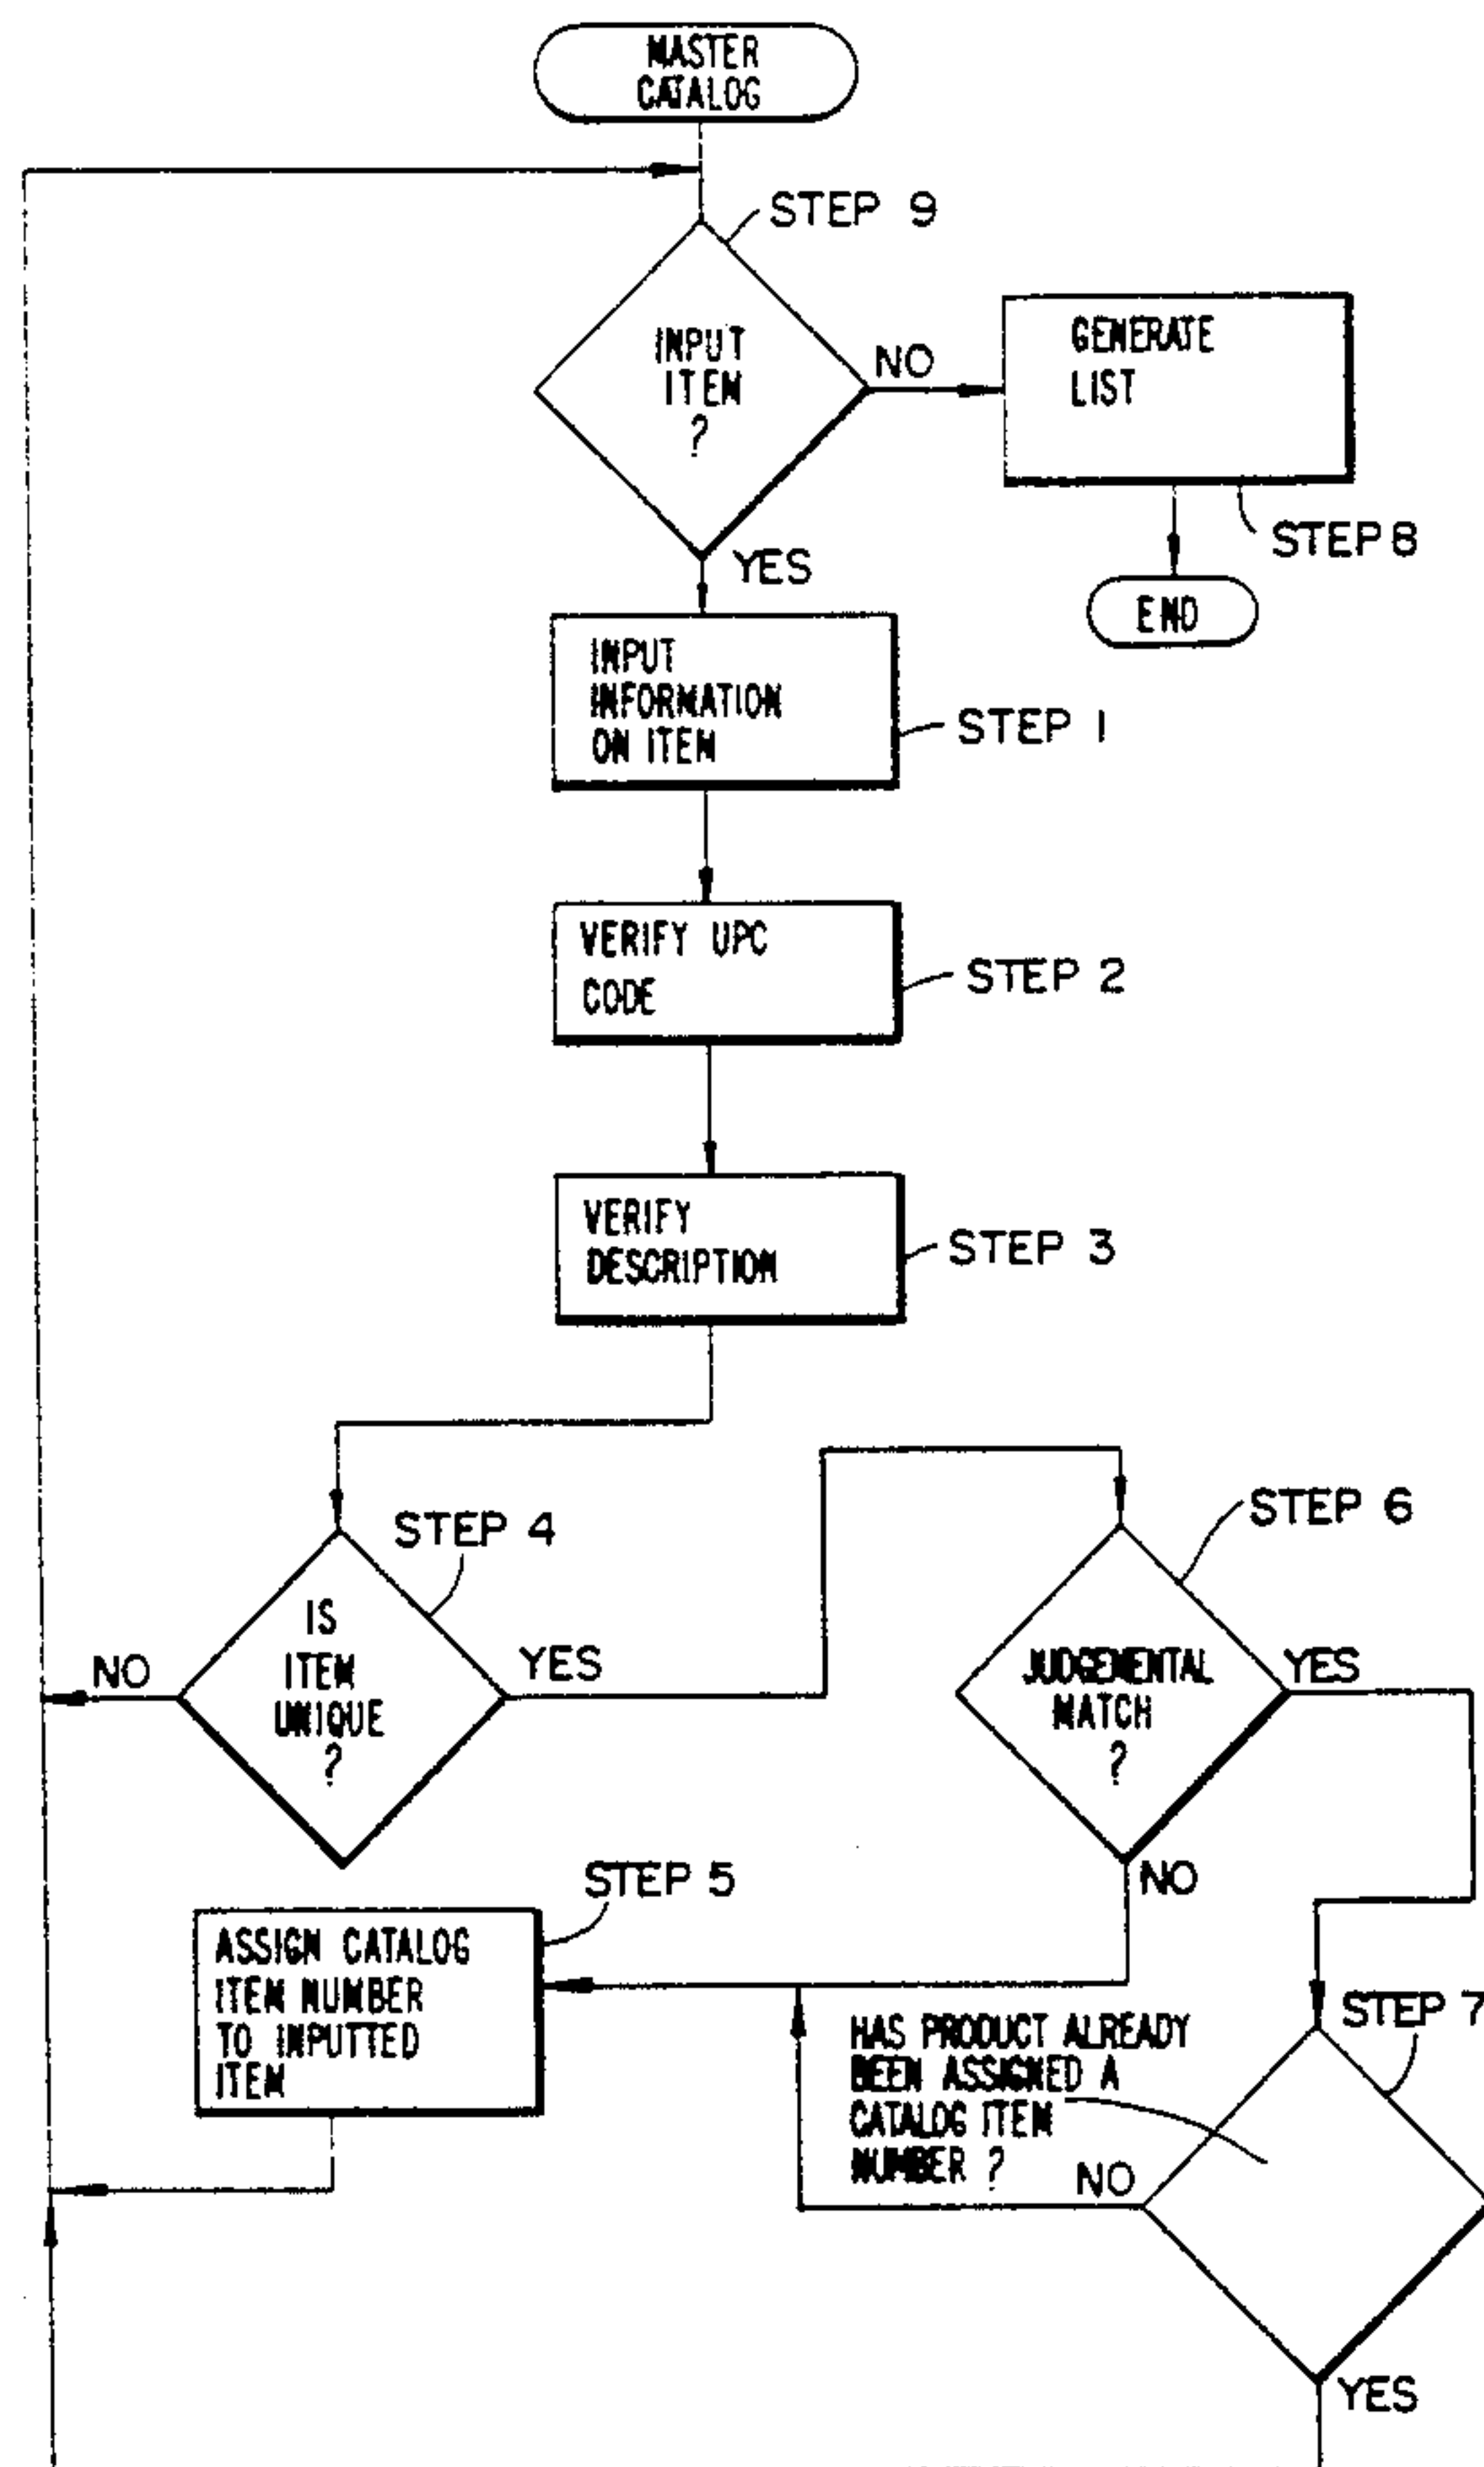 MASTER
CATALOG
STEP 9
INPUT
ITEM
?
NO
GENERATE
LIST
STEP 8
END
YES
INPUT
INFORMATION
ON ITEM
STEP 1
VERIFY UPC
CODE
STEP 2
VERIFY
DESCRIPTION
STEP 3
STEP 4
IS
ITEM
UNIQUE
?
NO
YES
STEP 6
JUDGEMENTAL
MATCH
?
YES
NO
STEP 5
ASSIGN CATALOG
ITEM NUMBER
TO INPUTTED
ITEM
STEP 7
HAS PRODUCT ALREADY
BEEN ASSIGNED A
CATALOG ITEM
NUMBER ?
NO
YES